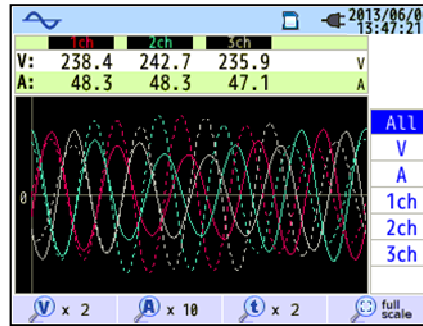 2013/06/0
13:47:21
1ch 2ch 3ch
V: 238.4 242.7 235.9 V
A: 48.3 48.3 47.1 A
All
V
A
1ch
2ch
3ch
0
V x 2 A x 10 t x 2 full scale